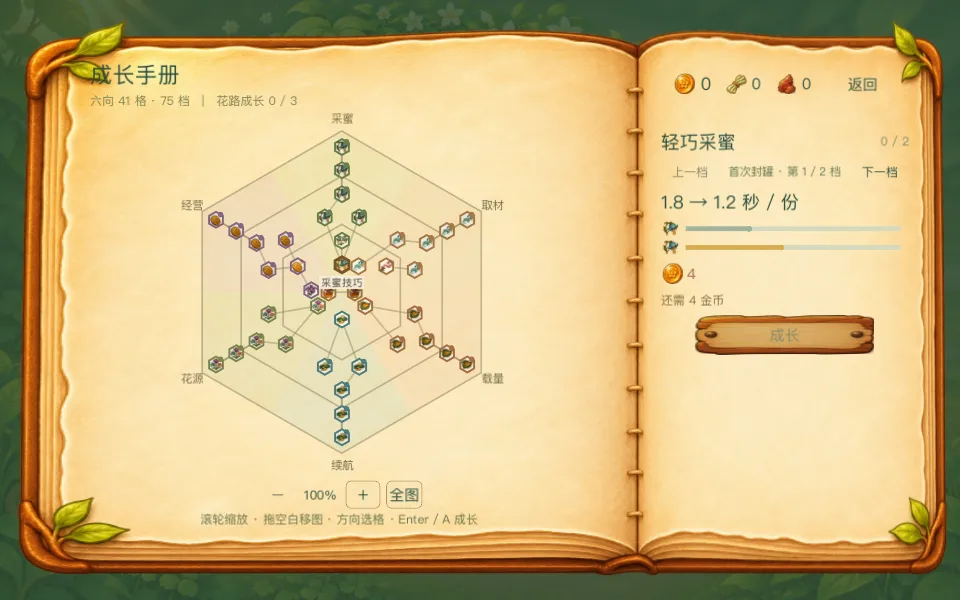 成长手册
六向 41 格 · 75 档 | 花路成长 0 / 3
采蜜
经营
取材
采蜜技巧
花源
载量
续航
— 100% + 全图
滚轮缩放 · 拖空白移图 · 方向选格 · Enter / A 成长
0 0 0 返回
轻巧采蜜 0 / 2
上一档 首次封罐 · 第 1 / 2 档 下一档
1.8 → 1.2 秒 / 份
4
还需 4 金币
成长